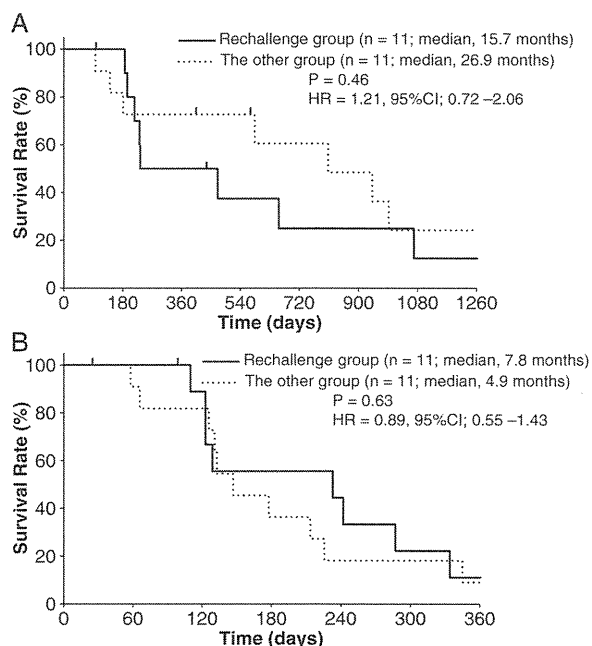 A
Rechallenge group (n = 11; median, 15.7 months)
The other group (n = 11; median, 26.9 months)
P = 0.46
HR = 1.21, 95%CI; 0.72 –2.06
Survival Rate (%)
100
80
60
40
20
0
0 180 360 540 720 900 1080 1260
Time (days)
B
Rechallenge group (n = 11; median, 7.8 months)
The other group (n = 11; median, 4.9 months)
P = 0.63
HR = 0.89, 95%CI; 0.55 –1.43
Survival Rate (%)
100
80
60
40
20
0
0 60 120 180 240 300 360
Time (days)